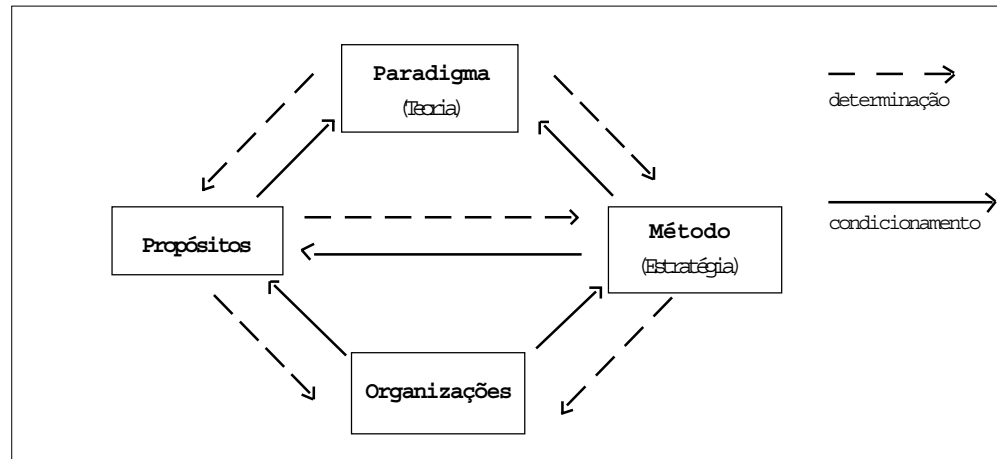 Paradigma
(Teoria)
determinação
Propósitos
Método
(Estratégia)
condicionamento
Organizações